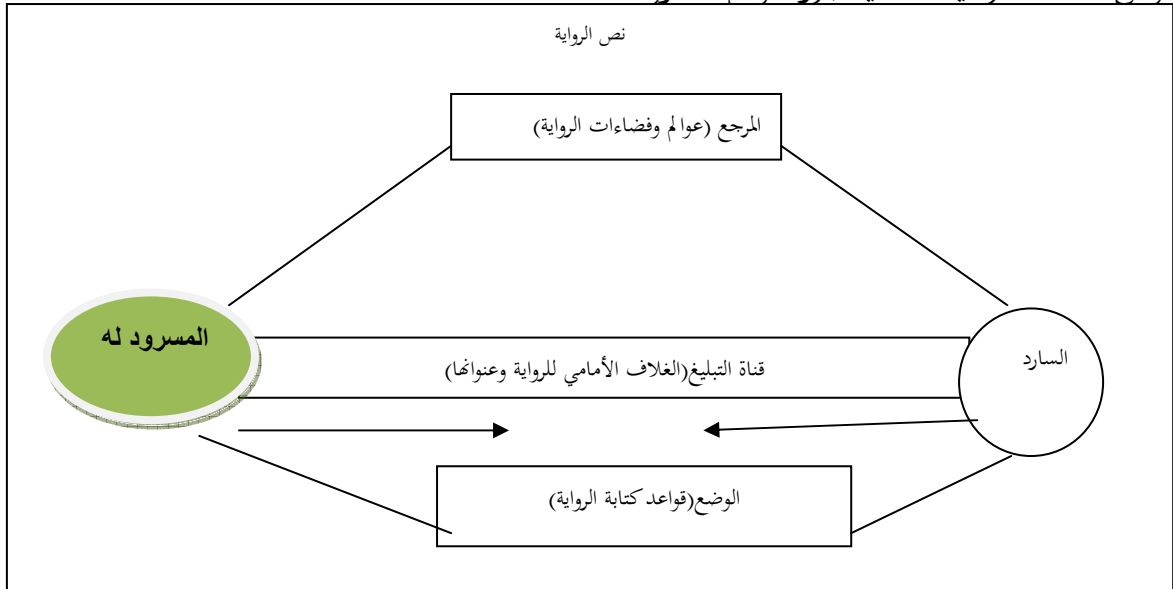 نص الرواية
المرجع (عوالم وفضاءات الرواية)
السارد
المسرود له
قناة التبليغ(الغلاف الأمامي للرواية وعنوانها)
الوضع(قواعد كتابة الرواية)